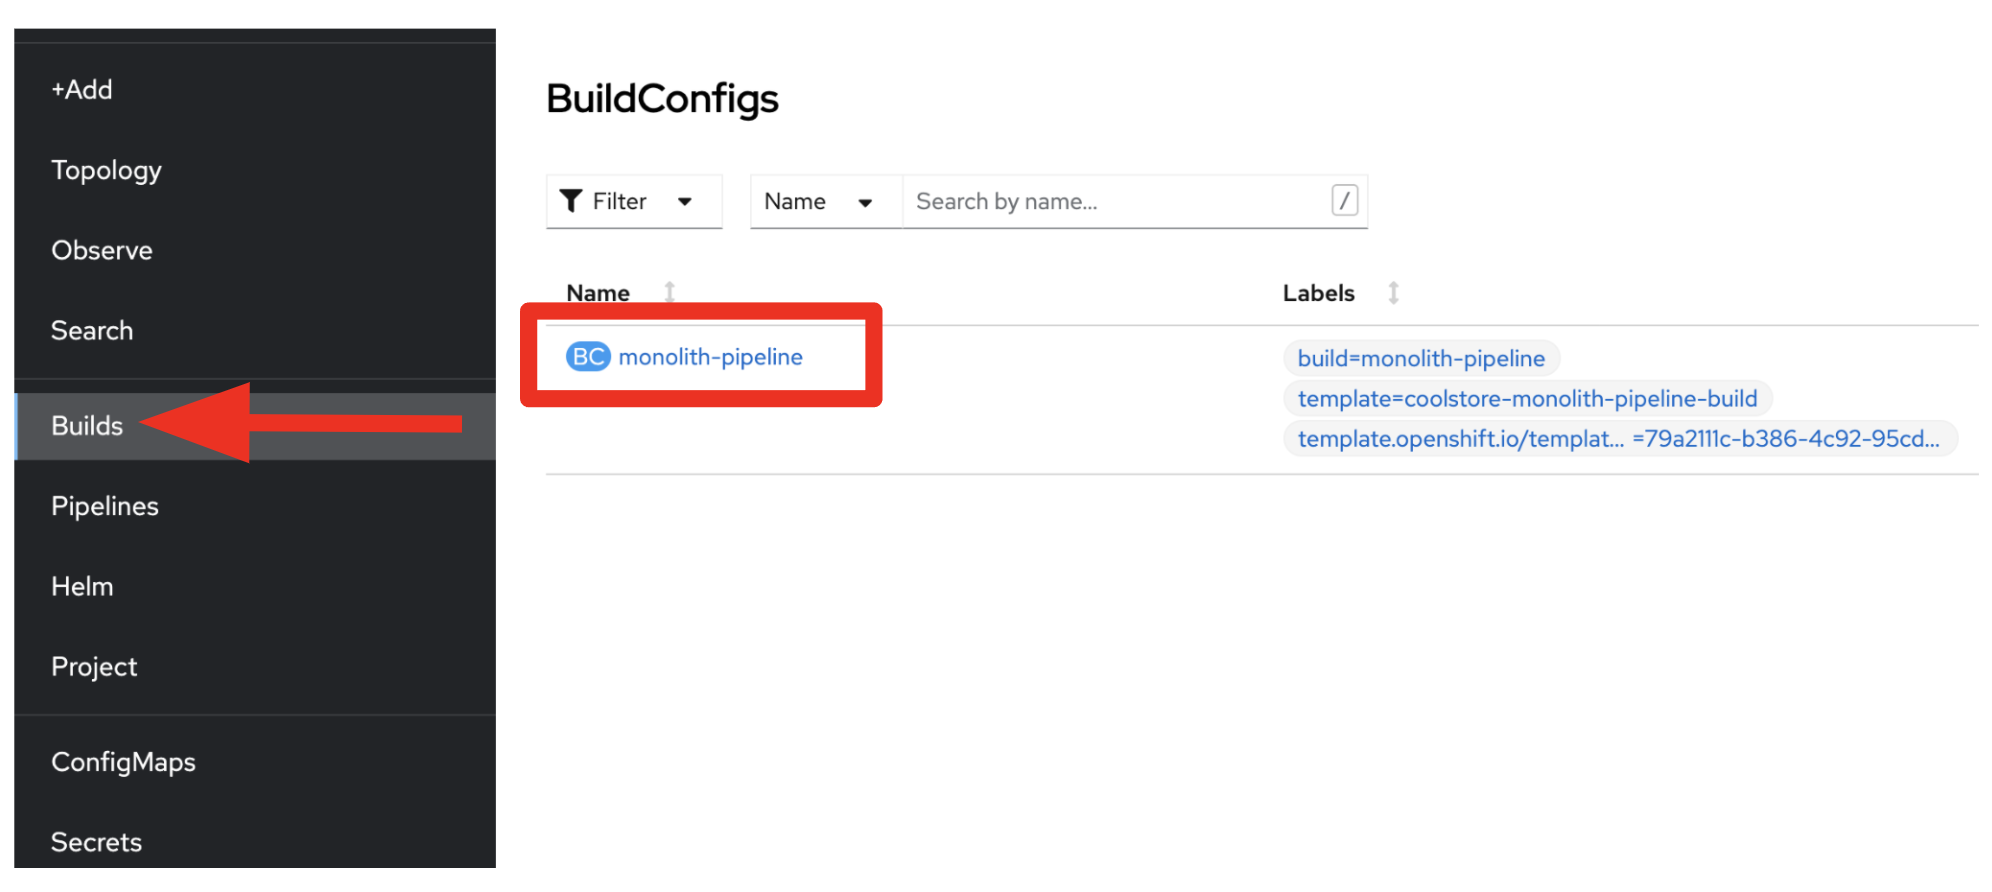 +Add
Topology
Observe
Search
Builds
Pipelines
Helm
Project
ConfigMaps
Secrets
BuildConfigs
Filter
Name
Search by name...
/
Name
Labels
BC monolith-pipeline
build=monolith-pipeline
template=coolstore-monolith-pipeline-build
template.openshift.io/templat... =79a2111c-b386-4c92-95cd...